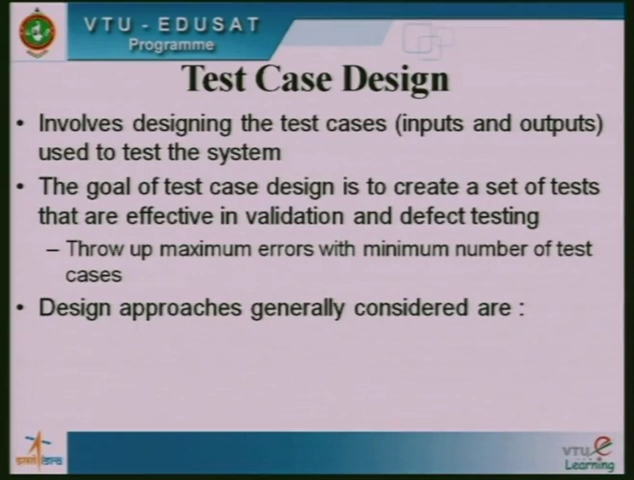 VTU - EDUSAT
Programme
Test Case Design
• Involves designing the test cases (inputs and outputs)
used to test the system
• The goal of test case design is to create a set of tests
that are effective in validation and defect testing
– Throw up maximum errors with minimum number of test
cases
• Design approaches generally considered are :
VTU e
Learning